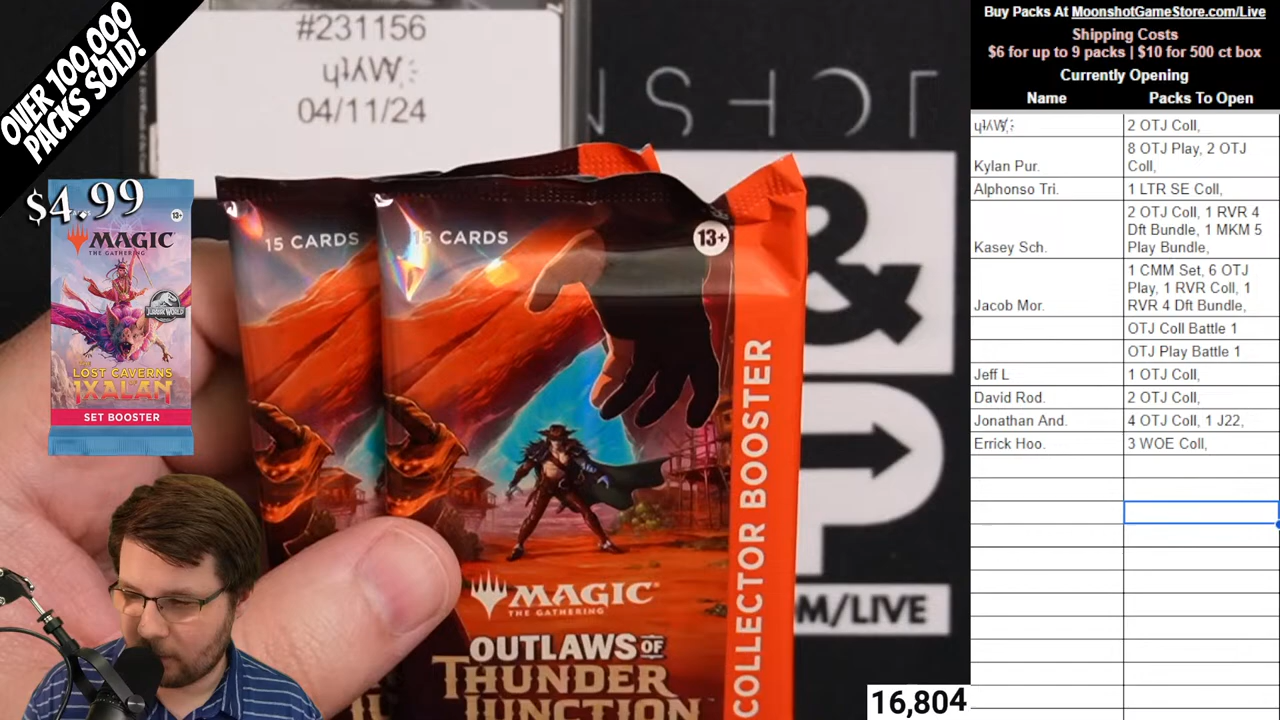 OVER 100,000
PACKS SOLD!
$4.99
13+
MAGIC
THE GATHERING
JURASSIC WORLD
LOST CAVERNS
IXALAN
SET BOOSTER
#231156
04/11/24
15 CARDS
15 CARDS
13+
COLLECTOR BOOSTER
MAGIC
THE GATHERING
OUTLAWS OF
THUNDER
JUNCTION
&
OM/LIVE
16,804
Buy Packs At MoonshotGameStore.com/Live
Shipping Costs
$6 for up to 9 packs | $10 for 500 ct box
Currently Opening
Name Packs To Open
2 OTJ Coll,
Kylan Pur. 8 OTJ Play, 2 OTJ
Coll,
Alphonso Tri. 1 LTR SE Coll,
Kasey Sch. 2 OTJ Coll, 1 RVR 4
Dft Bundle, 1 MKM 5
Play Bundle,
Jacob Mor. 1 CMM Set, 6 OTJ
Play, 1 RVR Coll, 1
RVR 4 Dft Bundle,
OTJ Coll Battle 1
OTJ Play Battle 1
Jeff L 1 OTJ Coll,
David Rod. 2 OTJ Coll,
Jonathan And. 4 OTJ Coll, 1 J22,
Errick Hoo. 3 WOE Coll,